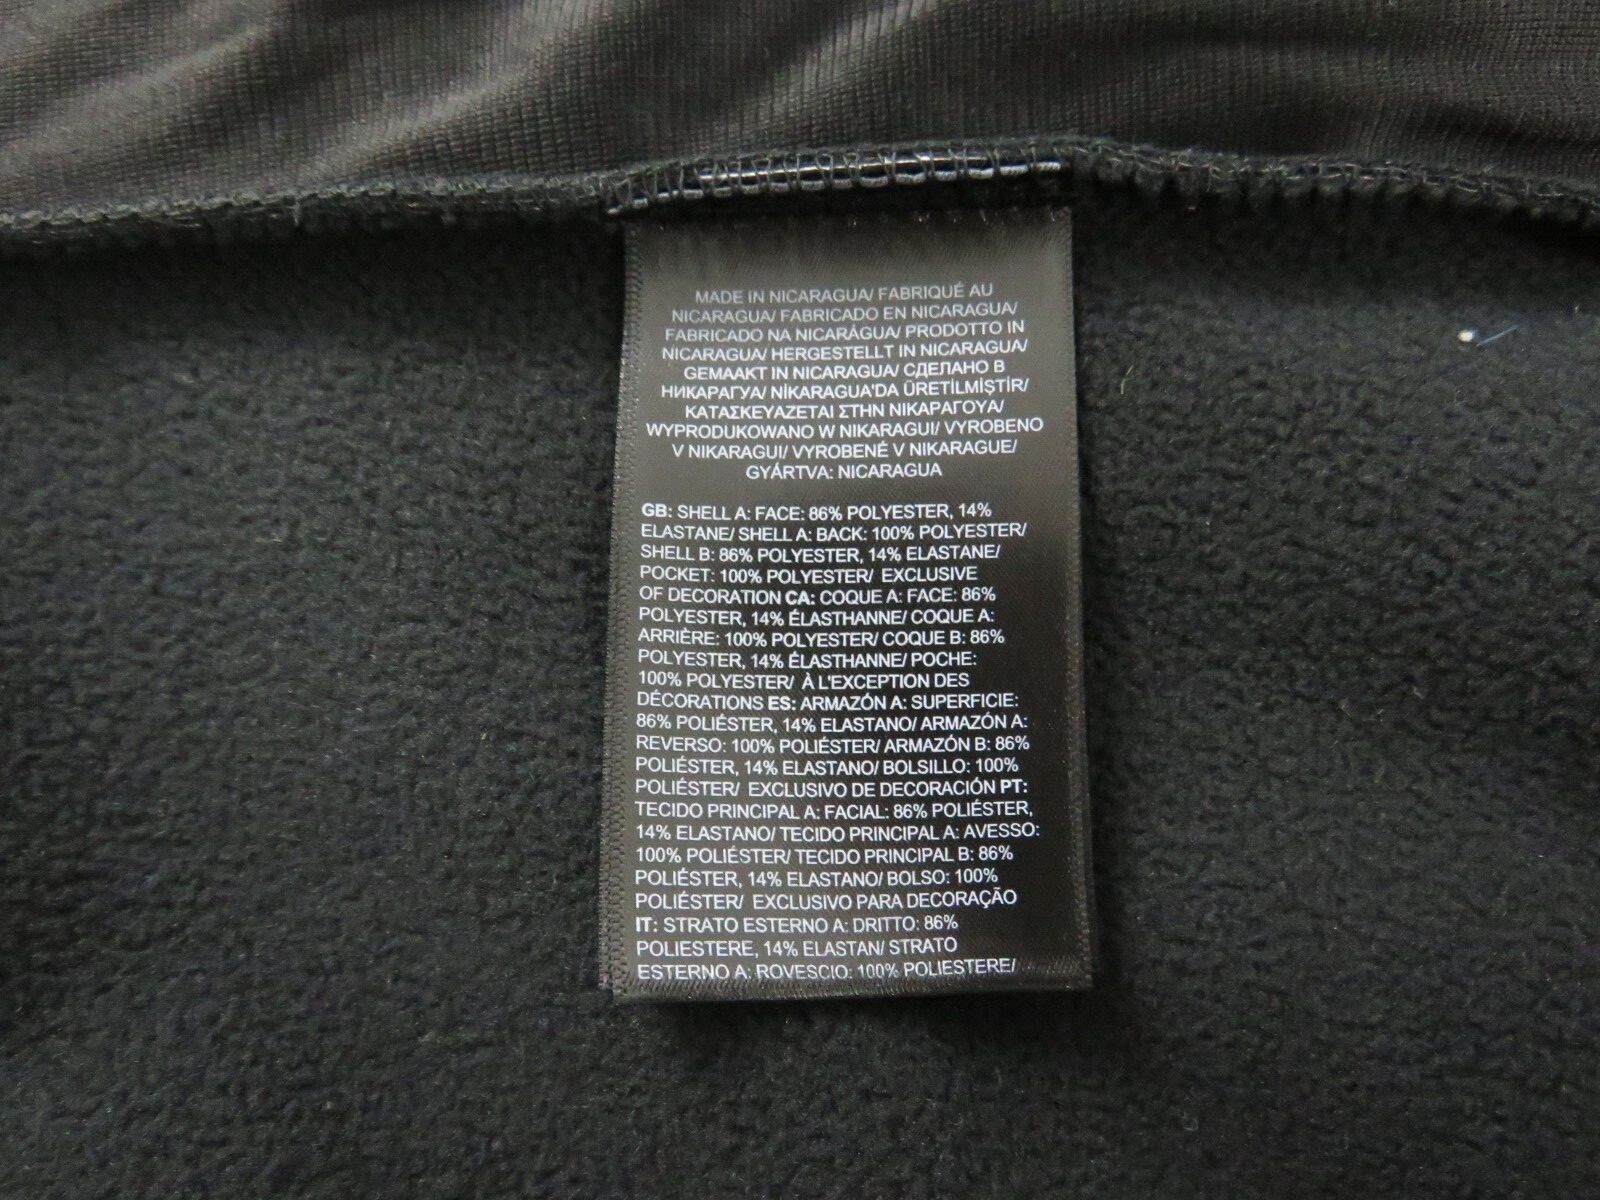 MADE IN NICARAGUA/ FABRIQUÉ AU
NICARAGUA/ FABRICADO EN NICARAGUA/
FABRICADO NA NICARÁGUA/ PRODOTTO IN
NICARAGUA/ HERGESTELLT IN NICARAGUA/
GEMAAKT IN NICARAGUA/ СДЕЛАНО В
НИКАРАГУА/ NİKARAGUA'DA ÜRETİLMİŞTİR/
ΚΑΤΑΣΚΕΥΑΖΕΤΑΙ ΣΤΗΝ ΝΙΚΑΡΑΓΟΥΑ/
WYPRODUKOWANO W NIKARAGUI/ VYROBENO
V NIKARAGUI/ VYROBENÉ V NIKARAGUE/
GYÁRTVA: NICARAGUA
GB: SHELL A: FACE: 86% POLYESTER, 14%
ELASTANE/ SHELL A: BACK: 100% POLYESTER/
SHELL B: 86% POLYESTER, 14% ELASTANE/
POCKET: 100% POLYESTER/ EXCLUSIVE
OF DECORATION CA: COQUE A: FACE: 86%
POLYESTER, 14% ÉLASTHANNE/ COQUE A:
ARRIÈRE: 100% POLYESTER/ COQUE B: 86%
POLYESTER, 14% ÉLASTHANNE/ POCHE:
100% POLYESTER/ À L'EXCEPTION DES
DÉCORATIONS ES: ARMAZÓN A: SUPERFICIE:
86% POLIÉSTER, 14% ELASTANO/ ARMAZÓN A:
REVERSO: 100% POLIÉSTER/ ARMAZÓN B: 86%
POLIÉSTER, 14% ELASTANO/ BOLSILLO: 100%
POLIÉSTER/ EXCLUSIVO DE DECORACIÓN PT:
TECIDO PRINCIPAL A: FACIAL: 86% POLIÉSTER,
14% ELASTANO/ TECIDO PRINCIPAL A: AVESSO:
100% POLIÉSTER/ TECIDO PRINCIPAL B: 86%
POLIÉSTER, 14% ELASTANO/ BOLSO: 100%
POLIÉSTER/ EXCLUSIVO PARA DECORAÇÃO
IT: STRATO ESTERNO A: DRITTO: 86%
POLIESTERE, 14% ELASTAN/ STRATO
ESTERNO A: ROVESCIO: 100% POLIESTERE/